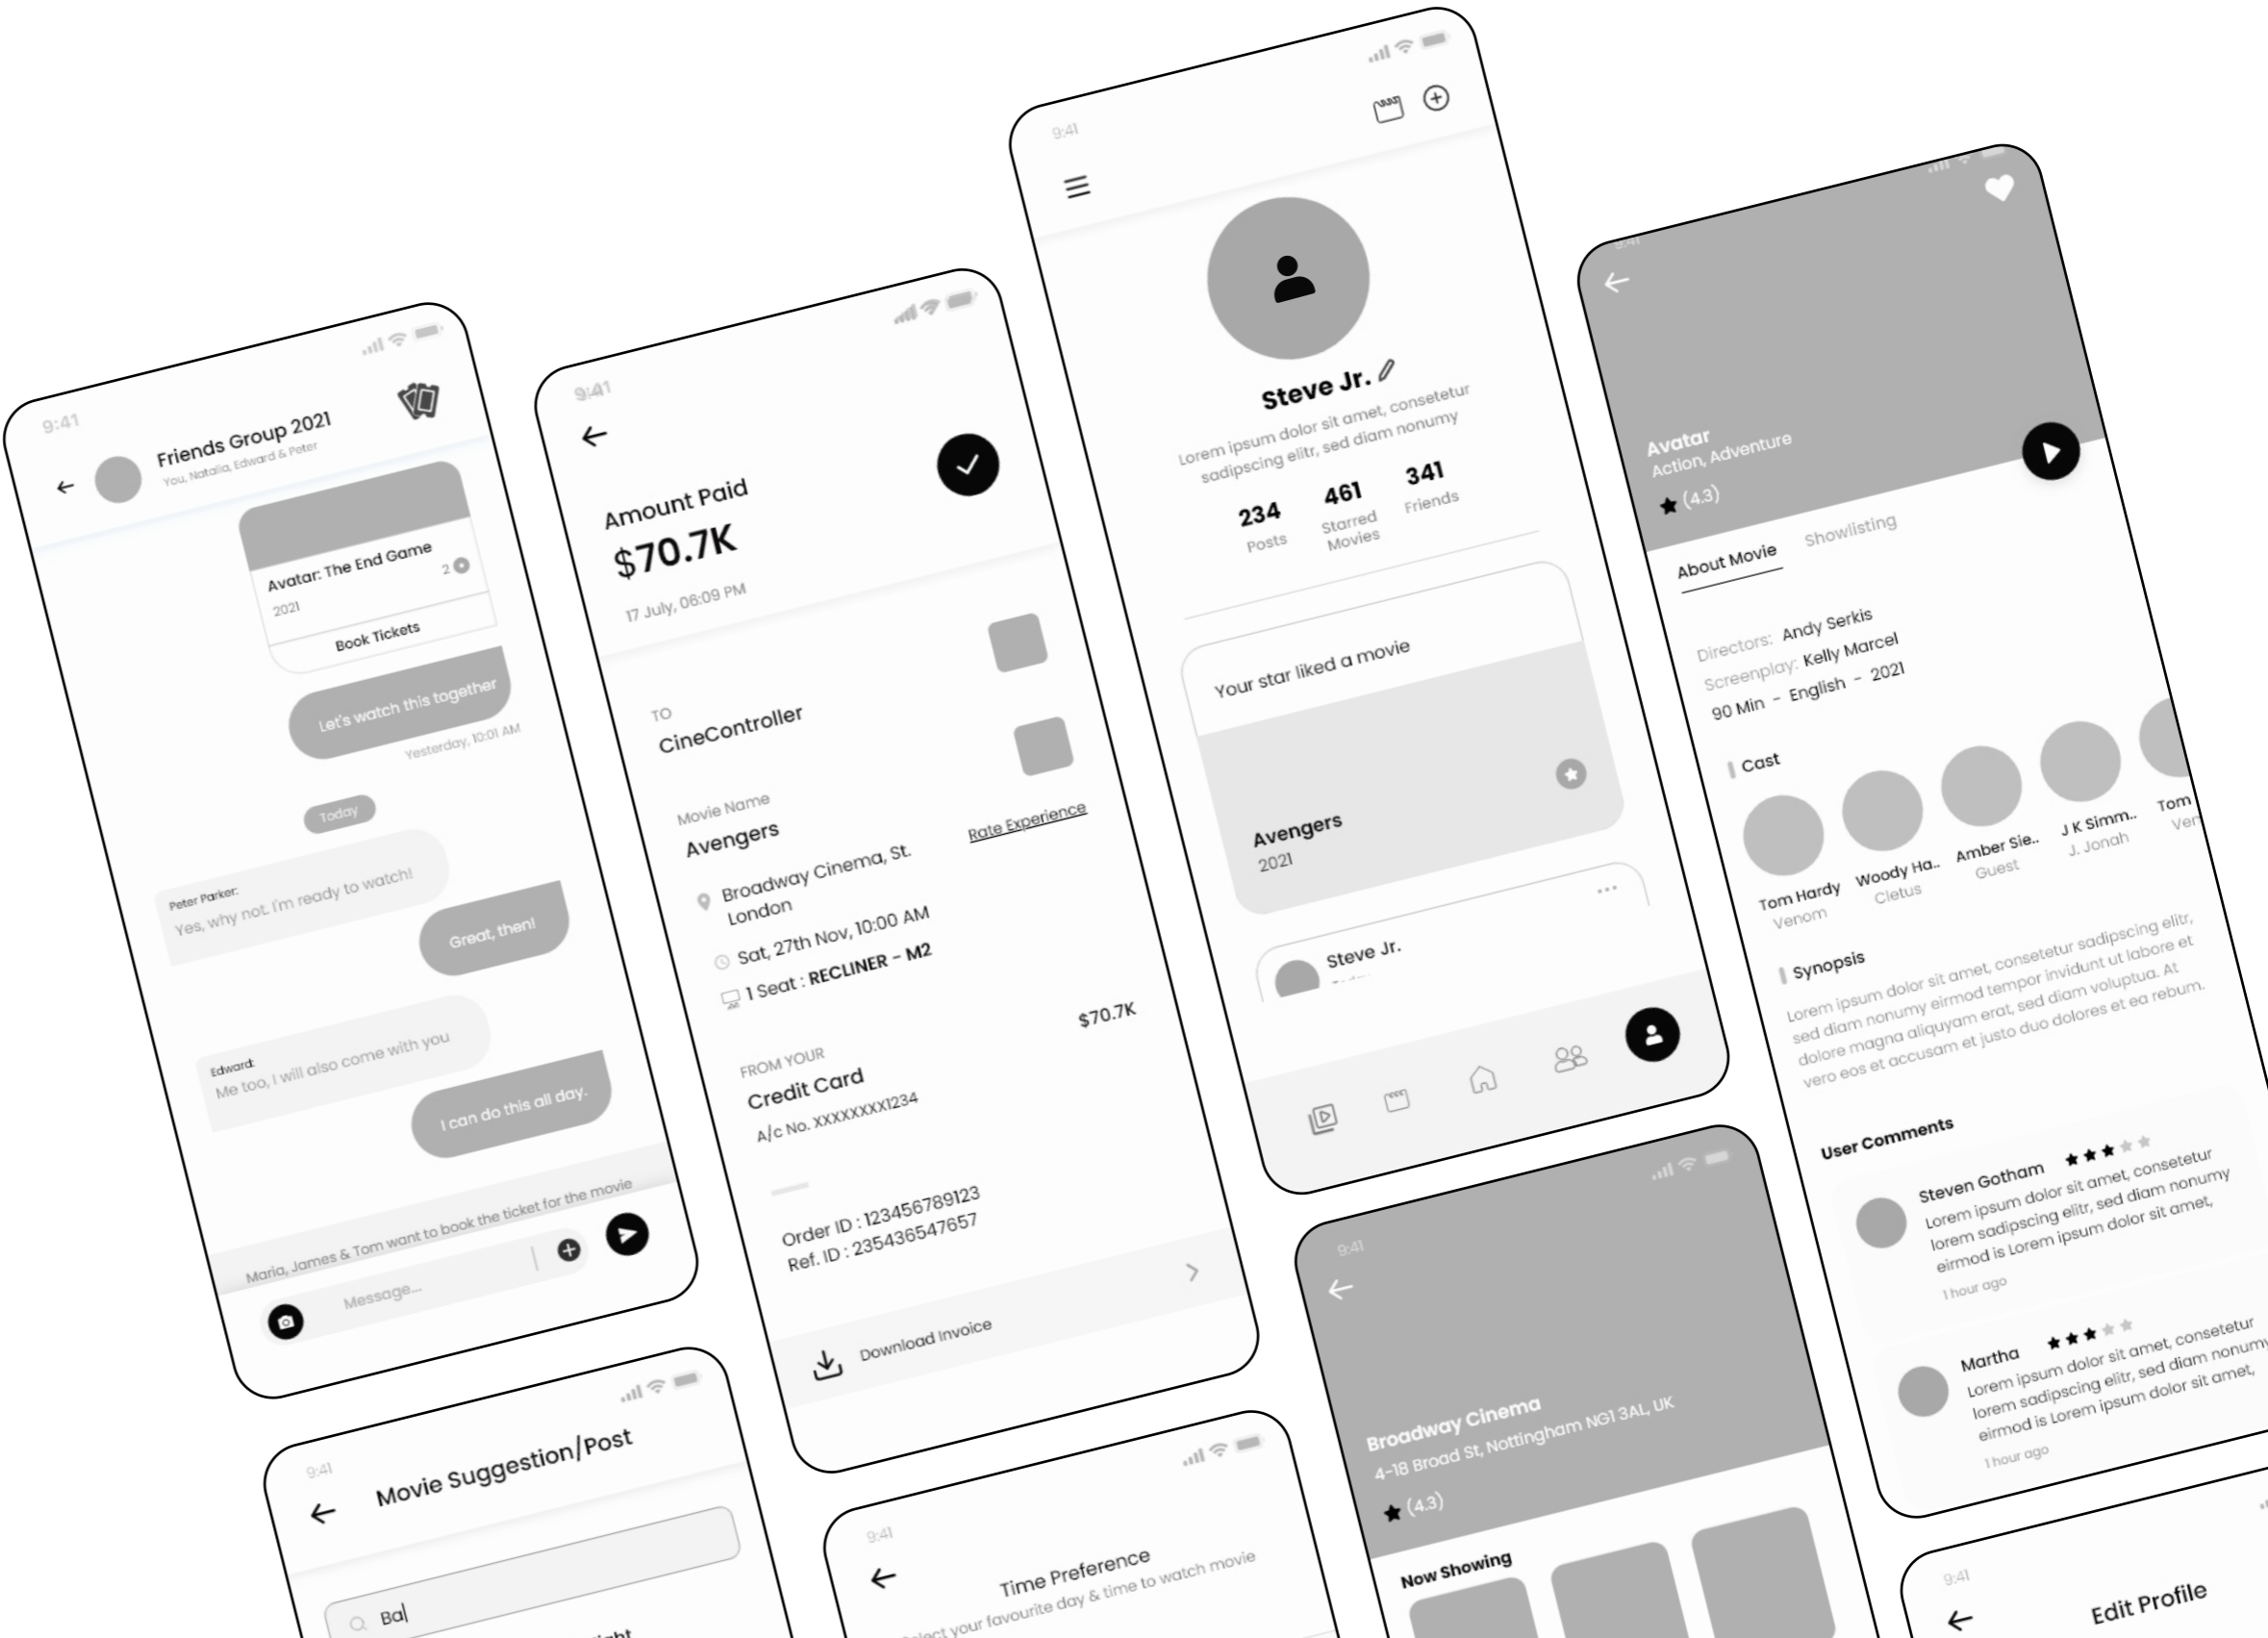 9:41
Friends Group 2021
You, Natalia, Edward & Peter
Avatar: The End Game
2
2021
Book Tickets
Let's watch this together
Yesterday, 10:01 AM
Today
Peter Parker:
Yes, why not. I'm ready to watch!
Great, then!
Edward:
Me too, I will also come with you
I can do this all day.
Maria, James & Tom want to book the ticket for the movie
Message...
9:41
Amount Paid
$70.7K
17 July, 06:09 PM
TO
CineController
Movie Name
Avengers
Rate Experience
Broadway Cinema, St.
London
Sat, 27th Nov, 10:00 AM
1 Seat : RECLINER - M2
$70.7K
FROM YOUR
Credit Card
A/c No. XXXXXXXX1234
Order ID : 123456789123
Ref. ID : 235436547657
Download Invoice
9:41
Steve Jr.
Lorem ipsum dolor sit amet, consetetur
sadipscing elitr, sed diam nonumy
234
Posts
461
Starred
Movies
341
Friends
Your star liked a movie
Avengers
2021
Steve Jr.
9:41
Avatar
Action, Adventure
(4.3)
About Movie
Showlisting
Directors: Andy Serkis
Screenplay: Kelly Marcel
90 Min - English - 2021
Cast
Tom Hardy
Venom
Woody Ha..
Cletus
Amber Sie..
Guest
J K Simm..
J. Jonah
Tom
Ven
Synopsis
Lorem ipsum dolor sit amet, consetetur sadipscing elitr,
sed diam nonumy eirmod tempor invidunt ut labore et
dolore magna aliquyam erat, sed diam voluptua. At
vero eos et accusam et justo duo dolores et ea rebum.
User Comments
Steven Gotham
Lorem ipsum dolor sit amet, consetetur
lorem sadipscing elitr, sed diam nonumy
eirmod is Lorem ipsum dolor sit amet,
1 hour ago
Martha
Lorem ipsum dolor sit amet, consetetur
lorem sadipscing elitr, sed diam nonumy
eirmod is Lorem ipsum dolor sit amet,
1 hour ago
9:41
Movie Suggestion/Post
Ba
9:41
Time Preference
Select your favourite day & time to watch movie
9:41
Broadway Cinema
4-18 Broad St, Nottingham NG1 3AL, UK
(4.3)
Now Showing
9:41
Edit Profile